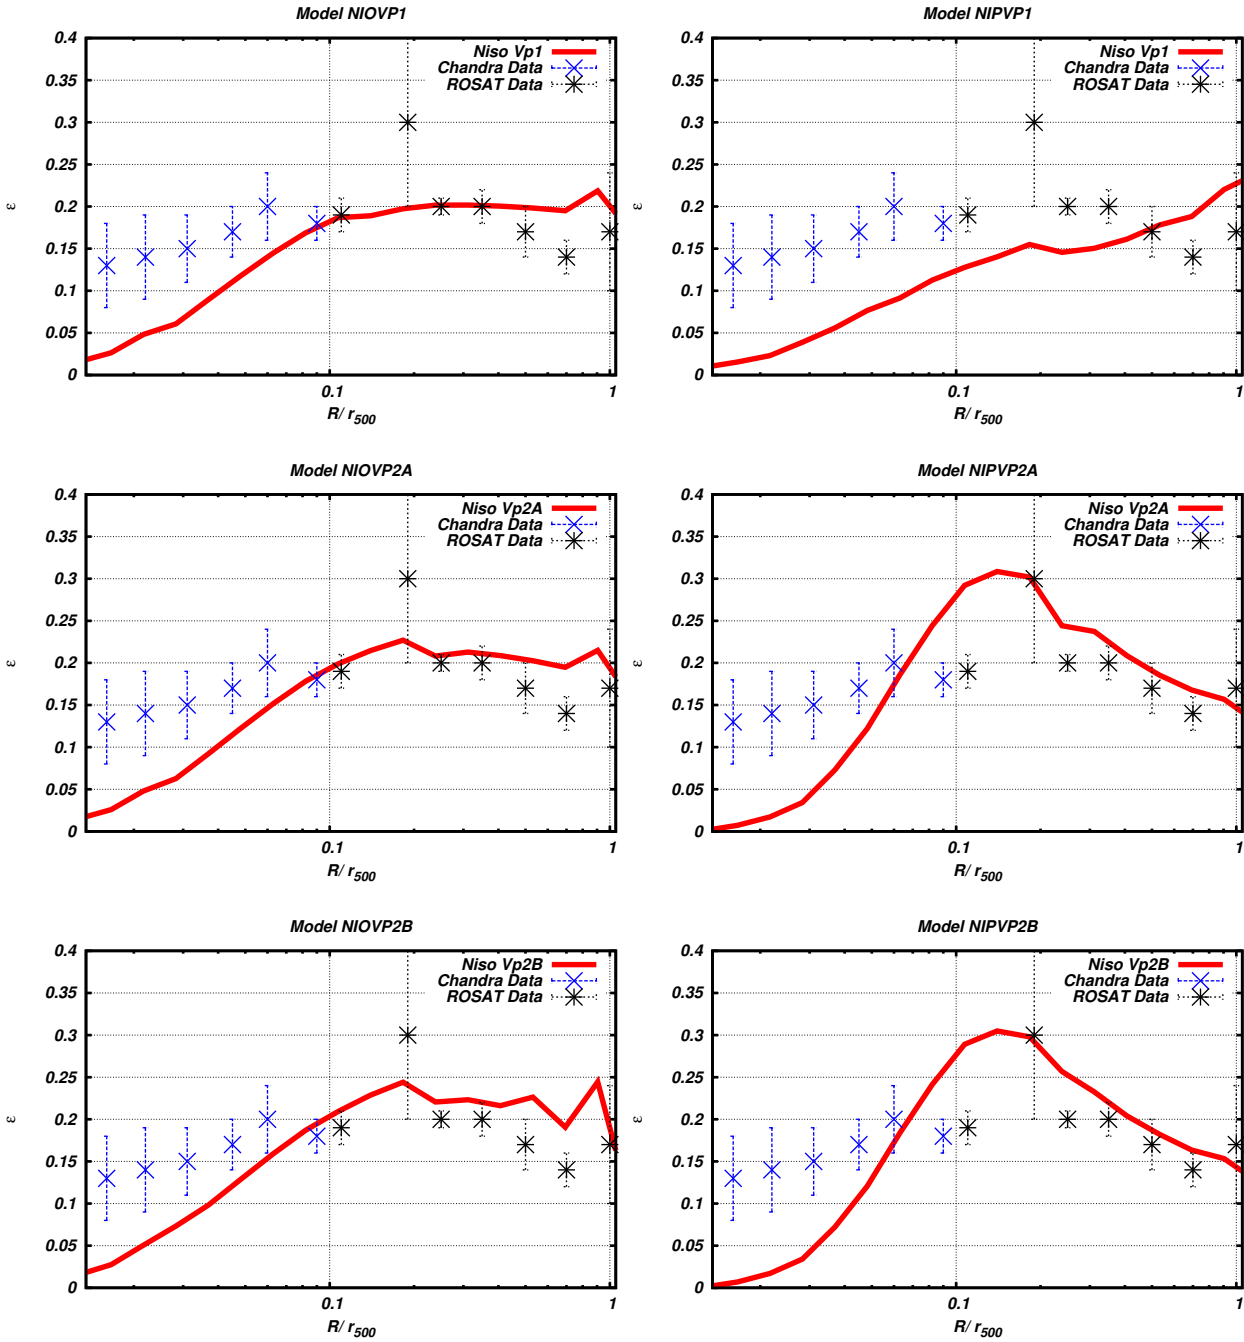 Model NIOVP1
Niso Vp1
Chandra Data
ROSAT Data
0.4
0.35
0.3
0.25
0.2
0.15
0.1
0.05
0
ε
0.1
1
R/ r500
Model NIPVP1
Niso Vp1
Chandra Data
ROSAT Data
0.4
0.35
0.3
0.25
0.2
0.15
0.1
0.05
0
ε
0.1
1
R/ r500
Model NIOVP2A
Niso Vp2A
Chandra Data
ROSAT Data
0.4
0.35
0.3
0.25
0.2
0.15
0.1
0.05
0
ε
0.1
1
R/ r500
Model NIPVP2A
Niso Vp2A
Chandra Data
ROSAT Data
0.4
0.35
0.3
0.25
0.2
0.15
0.1
0.05
0
ε
0.1
1
R/ r500
Model NIOVP2B
Niso Vp2B
Chandra Data
ROSAT Data
0.4
0.35
0.3
0.25
0.2
0.15
0.1
0.05
0
ε
0.1
1
R/ r500
Model NIPVP2B
Niso Vp2B
Chandra Data
ROSAT Data
0.4
0.35
0.3
0.25
0.2
0.15
0.1
0.05
0
ε
0.1
1
R/ r500